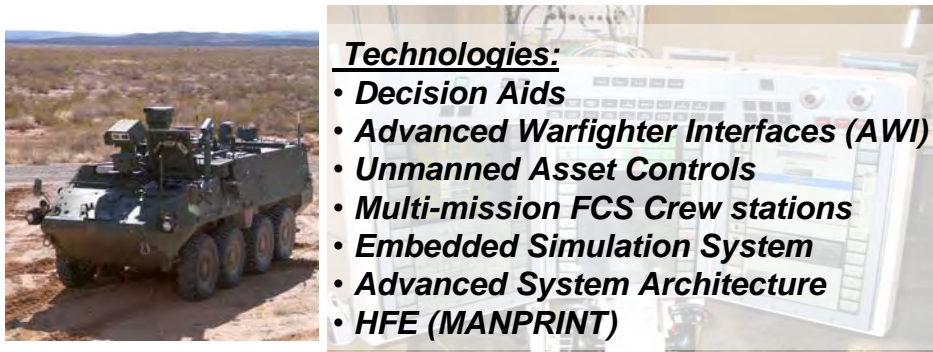 Technologies:
• Decision Aids
• Advanced Warfighter Interfaces (AWI)
• Unmanned Asset Controls
• Multi-mission FCS Crew stations
• Embedded Simulation System
• Advanced System Architecture
• HFE (MANPRINT)